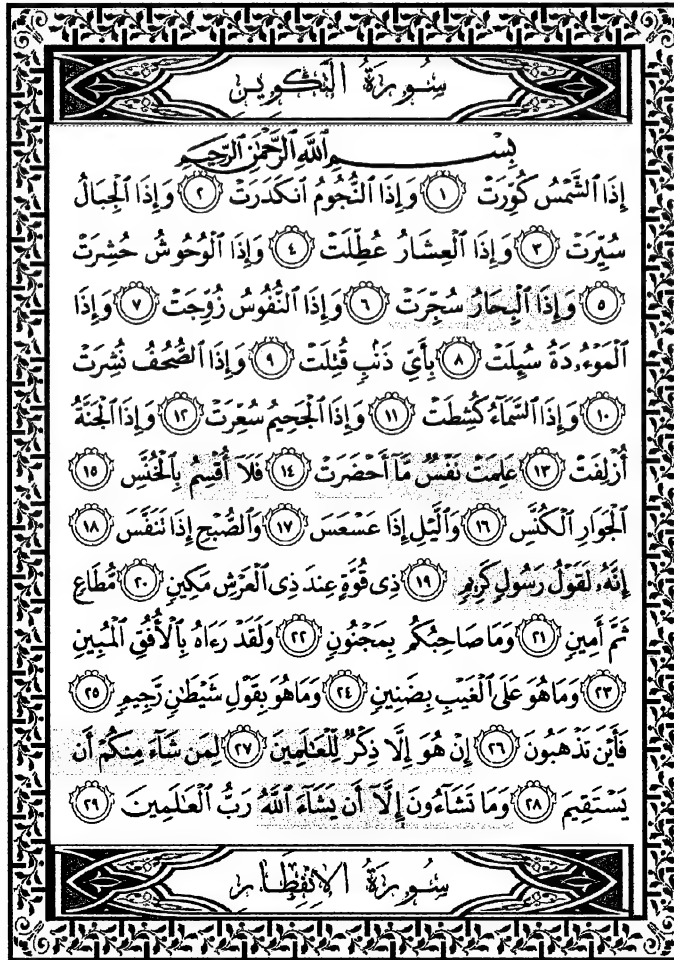 سُورَةُ التَّكْوِيرِ
بِسْمِ ٱللَّهِ ٱلرَّحْمَٰنِ ٱلرَّحِيمِ
إِذَا ٱلشَّمْسُ كُوِّرَتْ ١ وَإِذَا ٱلنُّجُومُ ٱنكَدَرَتْ ٢ وَإِذَا ٱلْجِبَالُ
سُيِّرَتْ ٣ وَإِذَا ٱلْعِشَارُ عُطِّلَتْ ٤ وَإِذَا ٱلْوُحُوشُ حُشِرَتْ
٥ وَإِذَا ٱلْبِحَارُ سُجِّرَتْ ٦ وَإِذَا ٱلنُّفُوسُ زُوِّجَتْ ٧ وَإِذَا
ٱلْمَوْءُۥدَةُ سُئِلَتْ ٨ بِأَيِّ ذَنۢبٍ قُتِلَتْ ٩ وَإِذَا ٱلصُّحُفُ نُشِرَتْ
١٠ وَإِذَا ٱلسَّمَآءُ كُشِطَتْ ١١ وَإِذَا ٱلْجَحِيمُ سُعِّرَتْ ١٢ وَإِذَا ٱلْجَنَّةُ
أُزْلِفَتْ ١٣ عَلِمَتْ نَفْسٌ مَّآ أَحْضَرَتْ ١٤ فَلَآ أُقْسِمُ بِٱلْخُنَّسِ ١٥
ٱلْجَوَارِ ٱلْكُنَّسِ ١٦ وَٱلَّيْلِ إِذَا عَسْعَسَ ١٧ وَٱلصُّبْحِ إِذَا تَنَفَّسَ ١٨
إِنَّهُۥ لَقَوْلُ رَسُولٍ كَرِيمٍ ١٩ ذِى قُوَّةٍ عِندَ ذِى ٱلْعَرْشِ مَكِينٍ ٢٠ مُّطَاعٍ
ثَمَّ أَمِينٍ ٢١ وَمَا صَاحِبُكُم بِمَجْنُونٍ ٢٢ وَلَقَدْ رَءَاهُ بِٱلْأُفُقِ ٱلْمُبِينِ
٢٣ وَمَا هُوَ عَلَى ٱلْغَيْبِ بِضَنِينٍ ٢٤ وَمَا هُوَ بِقَوْلِ شَيْطَٰنٍ رَّجِيمٍ ٢٥
فَأَيْنَ تَذْهَبُونَ ٢٦ إِنْ هُوَ إِلَّا ذِكْرٌ لِّلْعَٰلَمِينَ ٢٧ لِمَن شَآءَ مِنكُمْ أَن
يَسْتَقِيمَ ٢٨ وَمَا تَشَآءُونَ إِلَّآ أَن يَشَآءَ ٱللَّهُ رَبُّ ٱلْعَٰلَمِينَ ٢٩
سُورَةُ الِانفِطَارِ